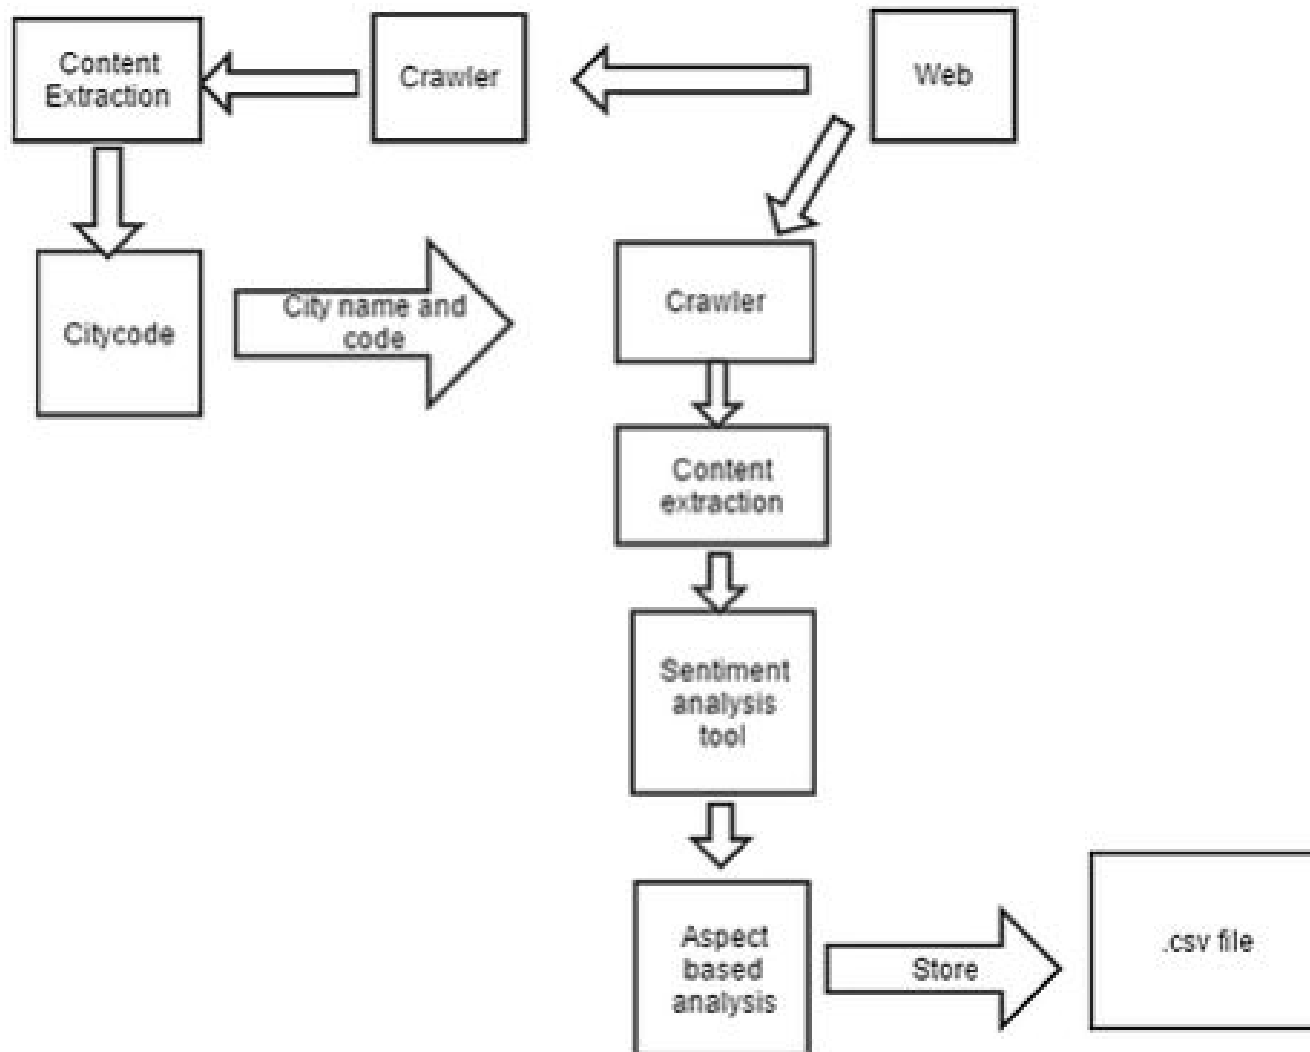 Content
Extraction
Crawler
Web
Citycode
City name and
code
Crawler
Content
extraction
Sentiment
analysis
tool
Aspect
based
analysis
Store
.csv file